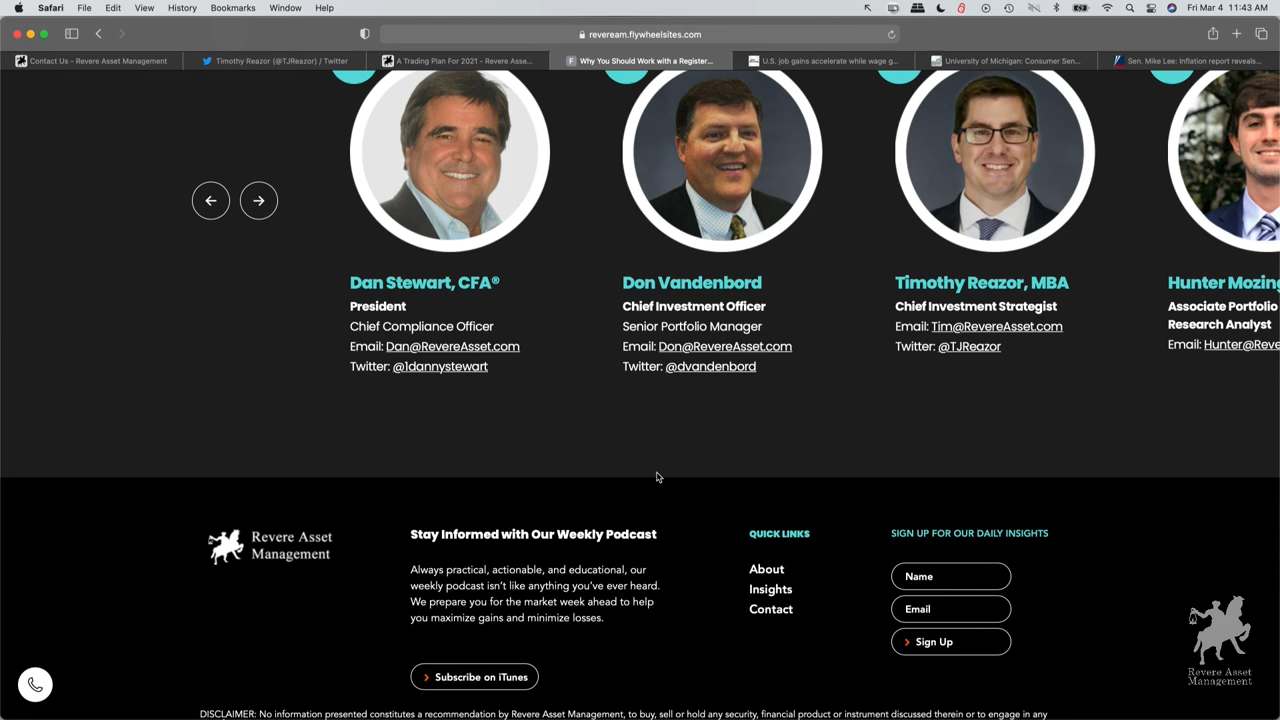 Safari File Edit View History Bookmarks Window Help Fri Mar 4 11:43 AM
reveream.flywheelsites.com
Contact Us - Revere Asset Management
Timothy Reazor (@TJReazor) / Twitter
A Trading Plan For 2021 - Revere Asse...
Why You Should Work with a Register...
U.S. job gains accelerate while wage g...
University of Michigan: Consumer Sen...
Sen. Mike Lee: Inflation report reveals...
Dan Stewart, CFA®
President
Chief Compliance Officer
Email: Dan@RevereAsset.com
Twitter: @1dannystewart
Don Vandenbord
Chief Investment Officer
Senior Portfolio Manager
Email: Don@RevereAsset.com
Twitter: @dvandenbord
Timothy Reazor, MBA
Chief Investment Strategist
Email: Tim@RevereAsset.com
Twitter: @TJReazor
Hunter Mozing
Associate Portfolio
Research Analyst
Email: Hunter@Reve
Revere Asset
Management
Stay Informed with Our Weekly Podcast
Always practical, actionable, and educational, our
weekly podcast isn't like anything you've ever heard.
We prepare you for the market week ahead to help
you maximize gains and minimize losses.
Subscribe on iTunes
QUICK LINKS
About
Insights
Contact
SIGN UP FOR OUR DAILY INSIGHTS
Name
Email
Sign Up
Revere Asset
Management
DISCLAIMER: No information presented constitutes a recommendation by Revere Asset Management, to buy, sell or hold any security, financial product or instrument discussed therein or to engage in any